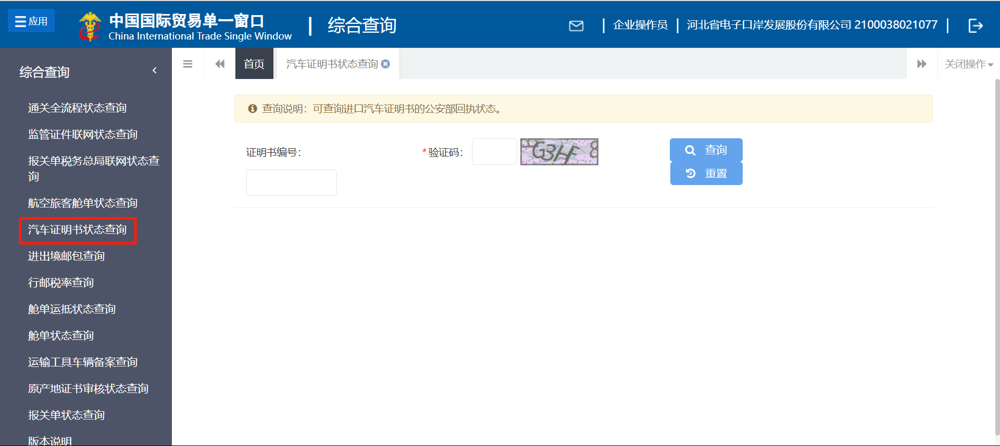 应用
中国国际贸易单一窗口
China International Trade Single Window
综合查询
企业操作员
河北省电子口岸发展股份有限公司 2100038021077
综合查询
首页
汽车证明书状态查询
关闭操作
通关全流程状态查询
监管证件联网状态查询
报关单税务总局联网状态查
询
航空旅客舱单状态查询
汽车证明书状态查询
进出境邮包查询
行邮税率查询
舱单运抵状态查询
舱单状态查询
运输工具车辆备案查询
原产地证书审核状态查询
报关单状态查询
版本说明
查询说明：可查询进口汽车证明书的公安部回执状态。
证明书编号：
*验证码：
G3HF
8
查询
重置